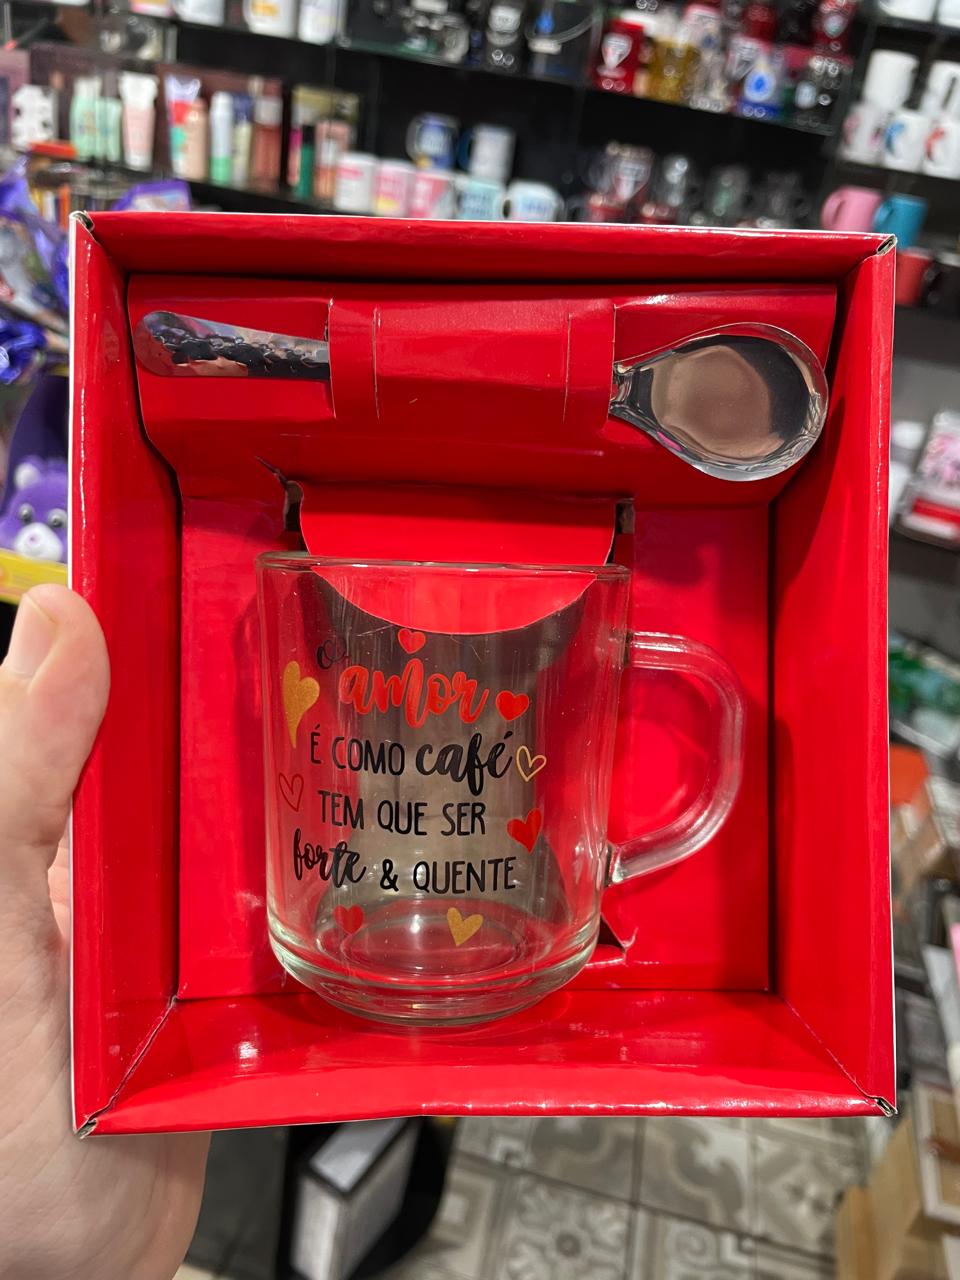 o
amor
É COMO café
TEM QUE SER
forte & QUENTE